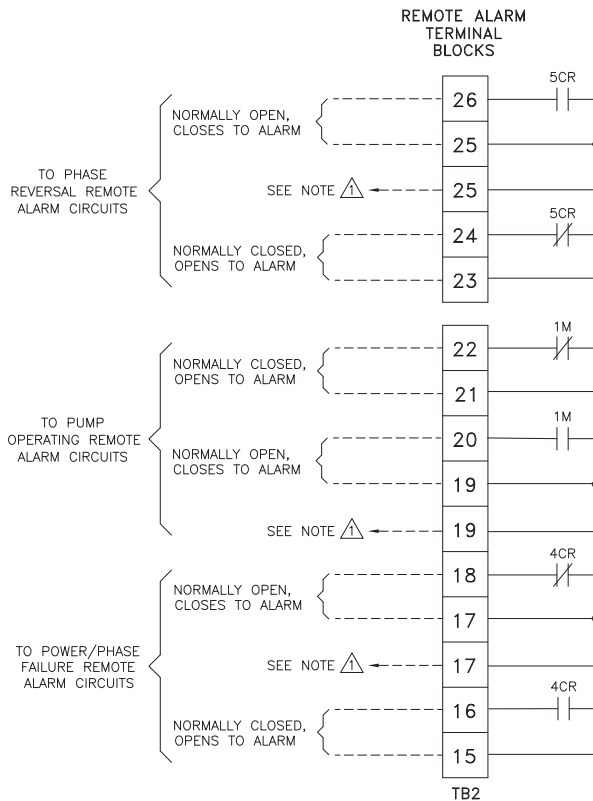 REMOTE ALARM
TERMINAL
BLOCKS
TO PHASE
REVERSAL REMOTE
ALARM CIRCUITS
NORMALLY OPEN,
CLOSES TO ALARM
SEE NOTE 1
NORMALLY CLOSED,
OPENS TO ALARM
26
25
25
24
23
5CR
5CR
TO PUMP
OPERATING REMOTE
ALARM CIRCUITS
NORMALLY CLOSED,
OPENS TO ALARM
NORMALLY OPEN,
CLOSES TO ALARM
SEE NOTE 1
22
21
20
19
19
1M
1M
TO POWER/PHASE
FAILURE REMOTE
ALARM CIRCUITS
NORMALLY OPEN,
CLOSES TO ALARM
SEE NOTE 1
NORMALLY CLOSED,
OPENS TO ALARM
18
17
17
16
15
4CR
4CR
TB2